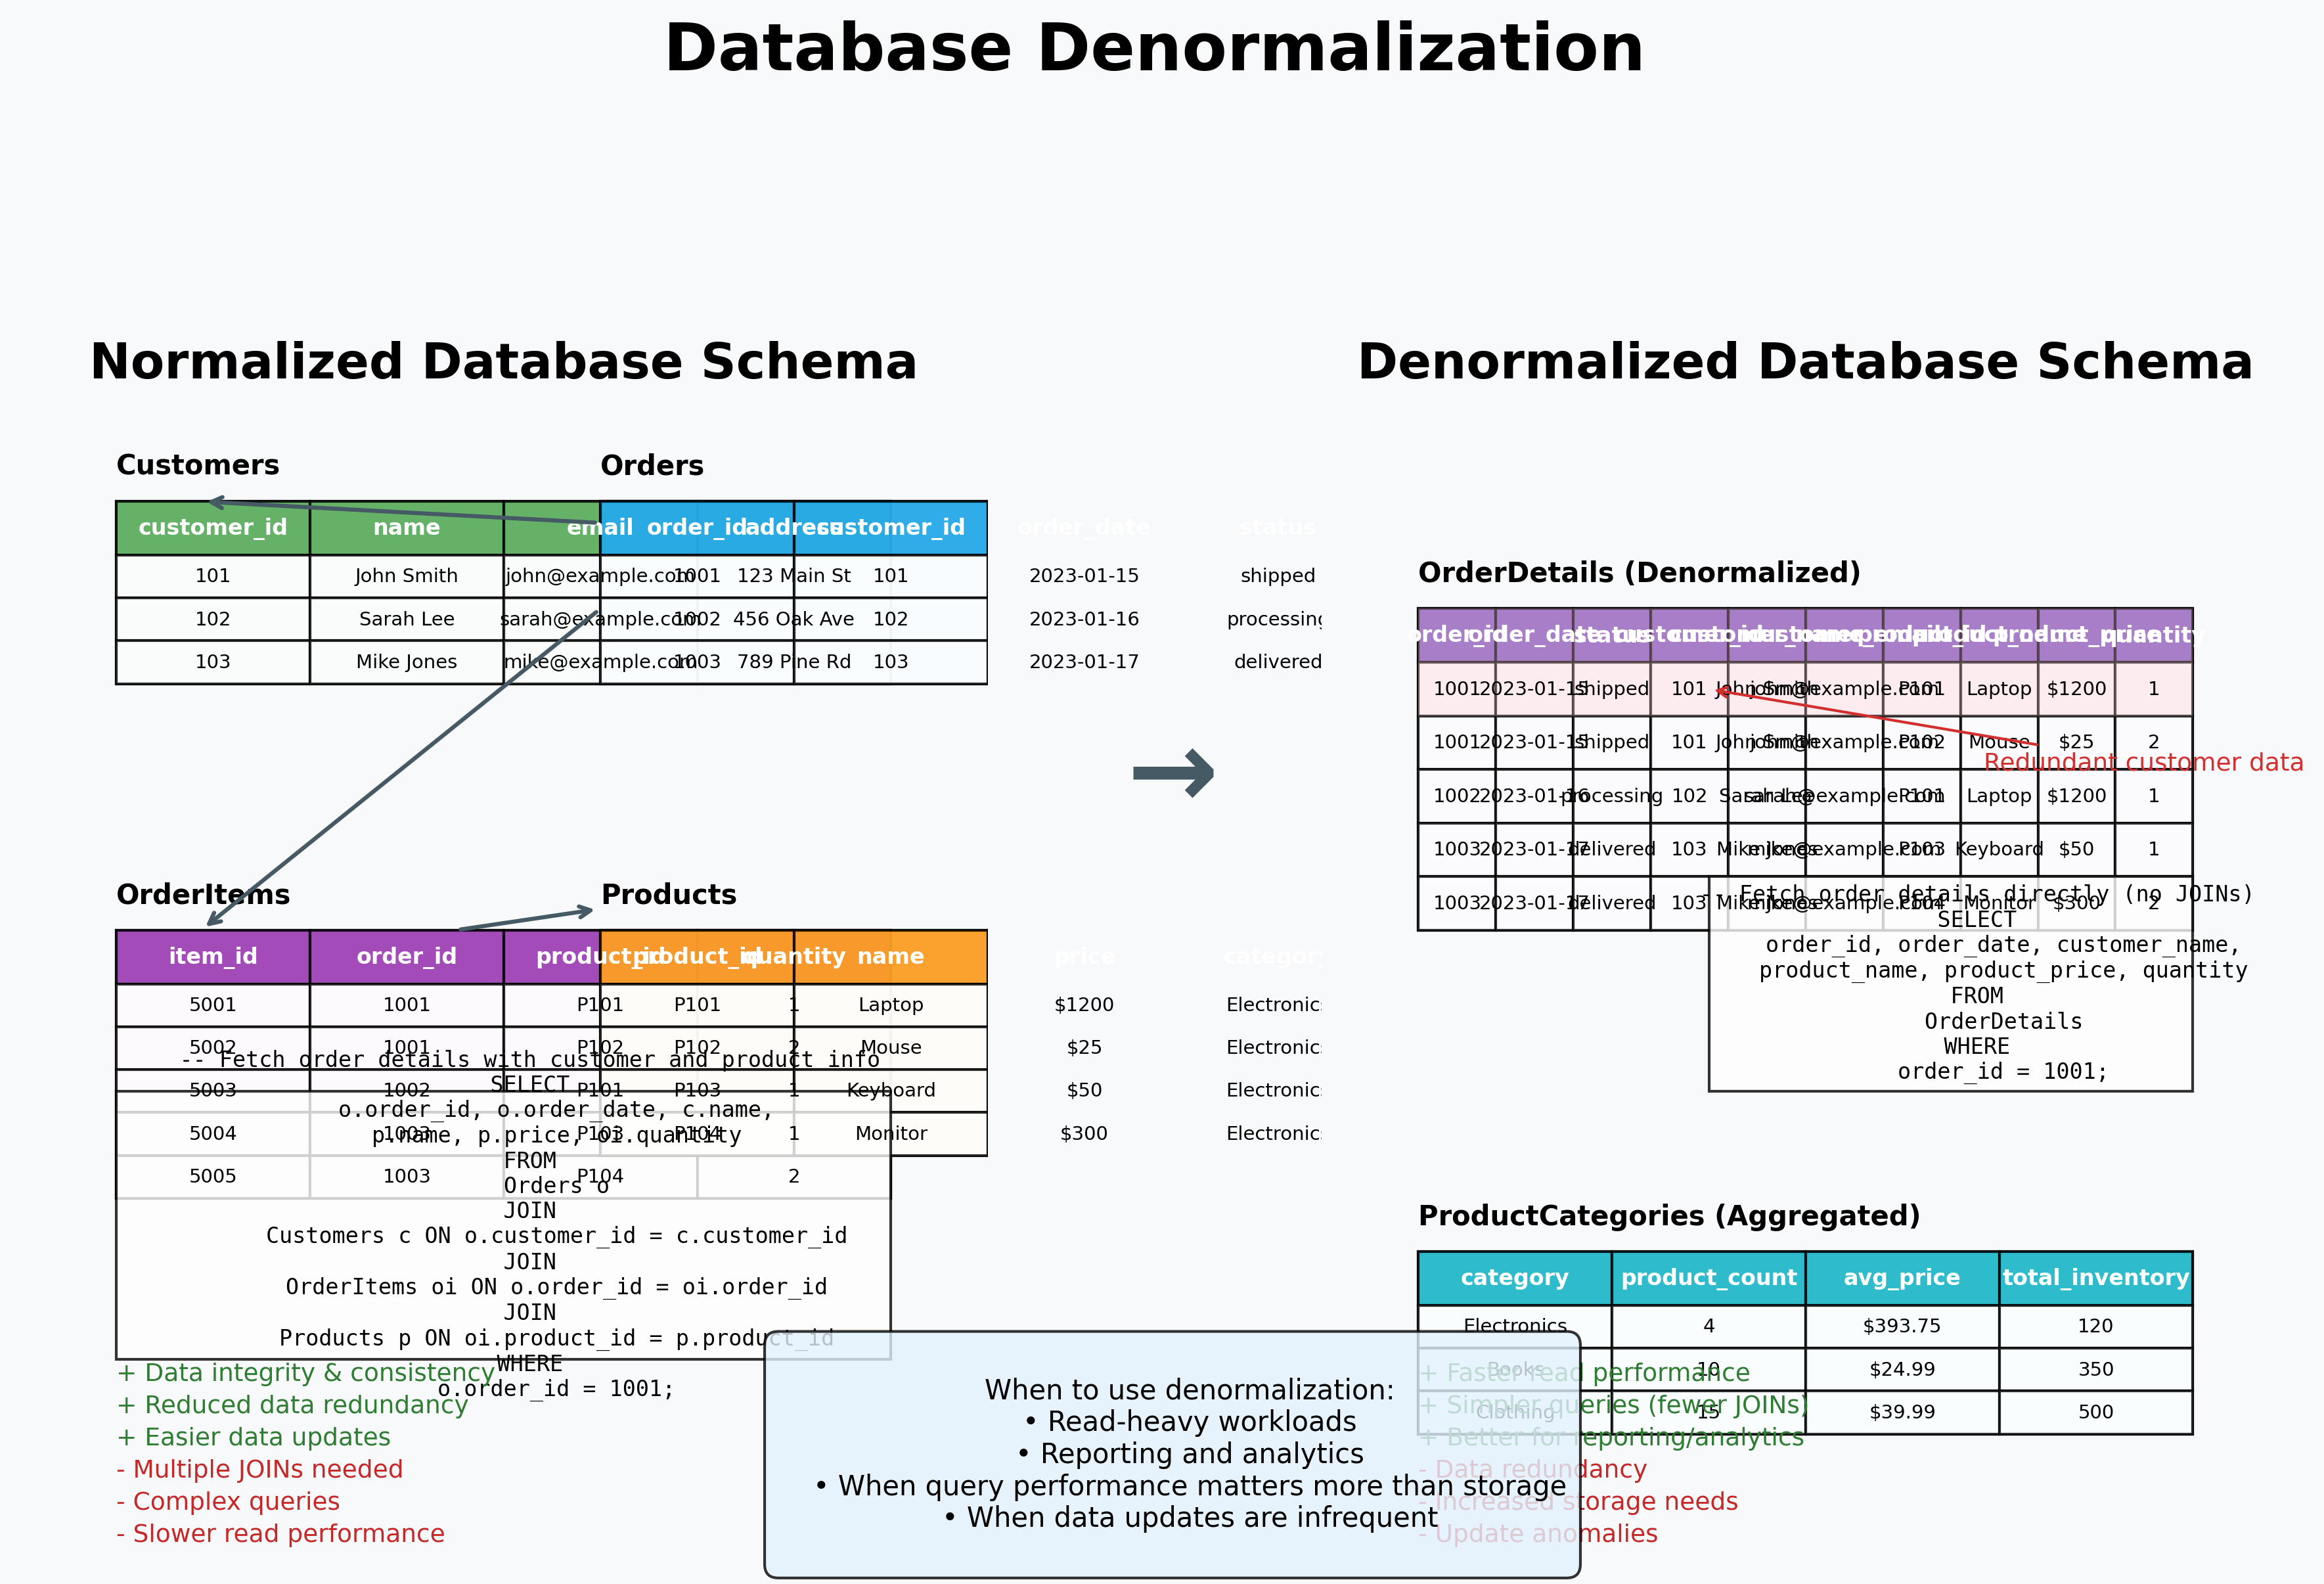 Database Denormalization
Normalized Database Schema
Denormalized Database Schema
Customers
customer_id name email address
101 John Smith john@example.com 123 Main St
102 Sarah Lee sarah@example.com 456 Oak Ave
103 Mike Jones mike@example.com 789 Pine Rd
Orders
order_id customer_id order_date status
1001 101 2023-01-15 shipped
1002 102 2023-01-16 processing
1003 103 2023-01-17 delivered
→
OrderItems
item_id order_id product_id quantity
5001 1001 P101 1
5002 1001 P102 2
5003 1002 P101 1
5004 1003 P103 1
5005 1003 P104 2
Products
product_id name price category
P101 Laptop $1200 Electronics
P102 Mouse $25 Electronics
P103 Keyboard $50 Electronics
P104 Monitor $300 Electronics
-- Fetch order details with customer and product info
SELECT
o.order_id, o.order_date, c.name,
p.name, p.price, oi.quantity
FROM
Orders o
JOIN
Customers c ON o.customer_id = c.customer_id
JOIN
OrderItems oi ON o.order_id = oi.order_id
JOIN
Products p ON oi.product_id = p.product_id
WHERE
o.order_id = 1001;
+ Data integrity & consistency
+ Reduced data redundancy
+ Easier data updates
- Multiple JOINs needed
- Complex queries
- Slower read performance
OrderDetails (Denormalized)
order_id order_date status customer_id customer_name product_id product_name product_price quantity
1001 2023-01-15 shipped 101 John Smith john@example.com P101 Laptop $1200 1
1001 2023-01-15 shipped 101 John Smith john@example.com P102 Mouse $25 2
1002 2023-01-16 processing 102 Sarah Lee sarah@example.com P101 Laptop $1200 1
1003 2023-01-17 delivered 103 Mike Jones mike@example.com P103 Keyboard $50 1
1003 2023-01-17 delivered 103 Mike Jones mike@example.com P104 Monitor $300 2
Redundant customer data
Fetch order details directly (no JOINs)
SELECT
order_id, order_date, customer_name,
product_name, product_price, quantity
FROM
OrderDetails
WHERE
order_id = 1001;
ProductCategories (Aggregated)
category product_count avg_price total_inventory
Electronics 4 $393.75 120
Books 10 $24.99 350
Clothing 15 $39.99 500
+ Faster read performance
+ Simpler queries (fewer JOINs)
+ Better for reporting/analytics
- Data redundancy
- Increased storage needs
- Update anomalies
When to use denormalization:
• Read-heavy workloads
• Reporting and analytics
• When query performance matters more than storage
• When data updates are infrequent